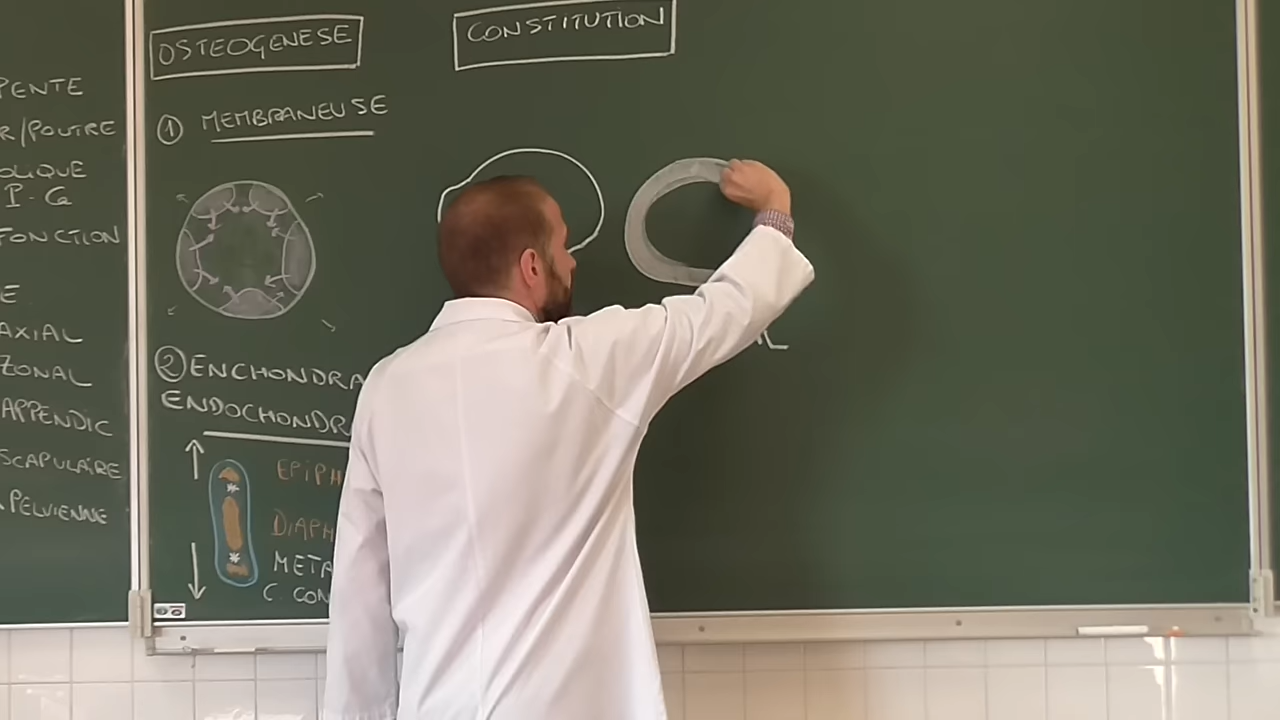 PENTE
R/POUTRE
OLIQUE
P-Ca
FONCTION
E
AXIAL
ZONAL
APPENDIC
SCAPULAIRE
PELVIENNE
OSTEOGENESE
① MEMBRANEUSE
② ENCHONDRA
ENDOCHONDR
EPIPH
DIAPH
META
C. CON
CONSTITUTION